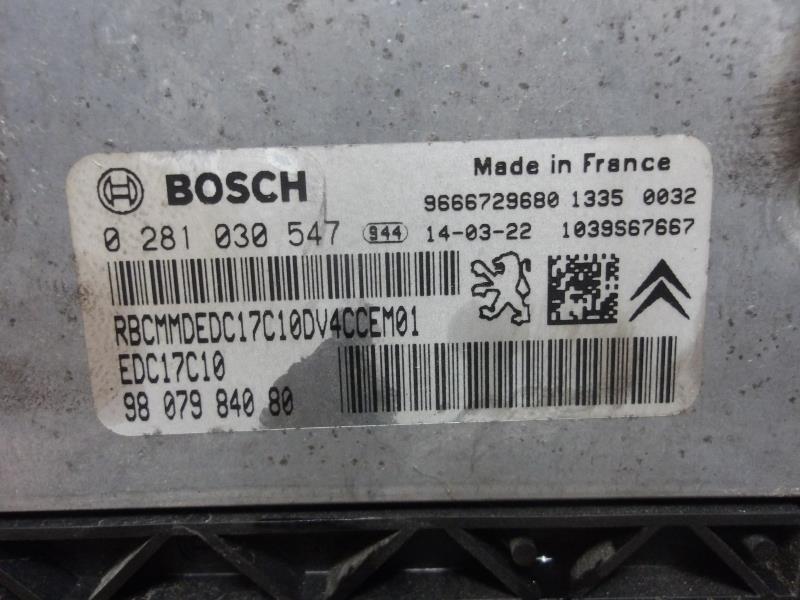 BOSCH
Made in France
9666729680 1335 0032
0 281 030 547 944 14-03-22 1039S67667
RBCMMDEDC17C10DV4CCEM01
EDC17C10
98 079 840 80